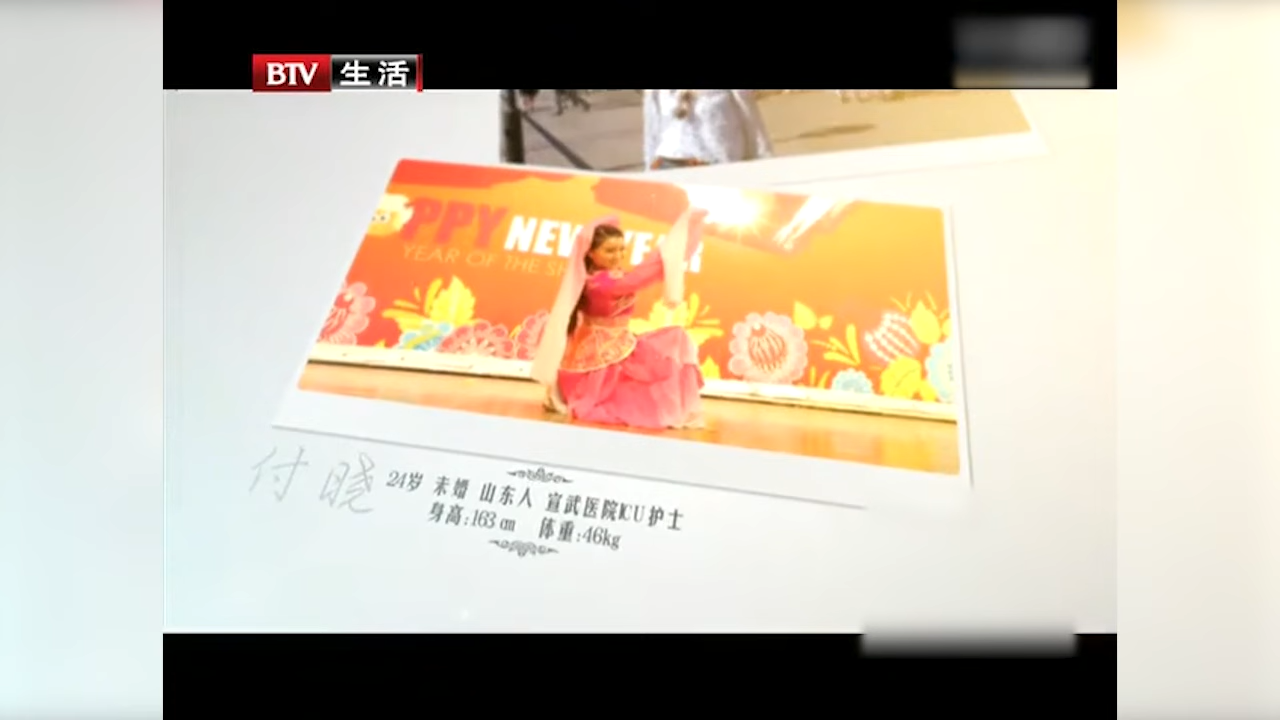 BTV 生活
PPY NEW YEAR
YEAR OF THE
付晓
24岁 未婚 山东人 宣武医院ICU护士
身高:163cm 体重:46kg